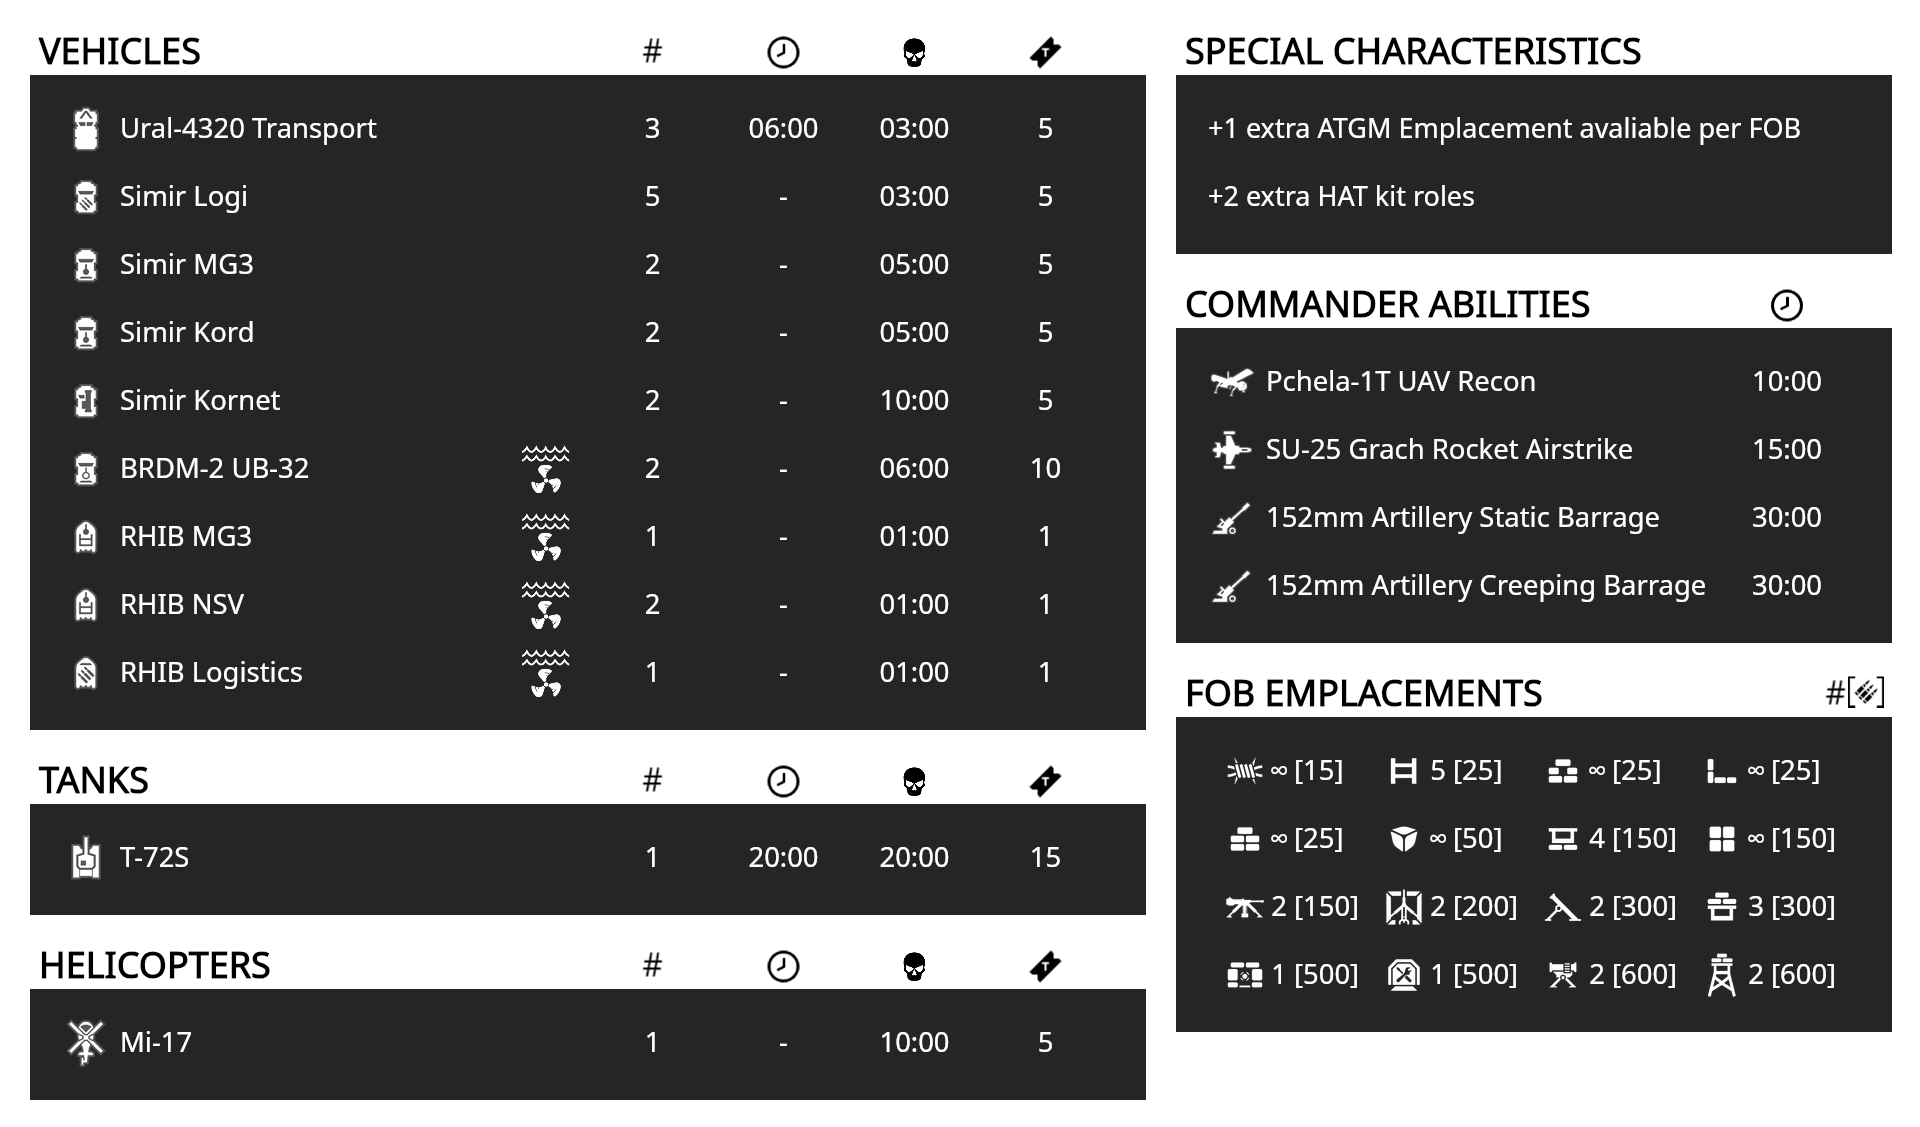 VEHICLES #
Ural-4320 Transport 3 06:00 03:00 5
Simir Logi 5 - 03:00 5
Simir MG3 2 - 05:00 5
Simir Kord 2 - 05:00 5
Simir Kornet 2 - 10:00 5
BRDM-2 UB-32 2 - 06:00 10
RHIB MG3 1 - 01:00 1
RHIB NSV 2 - 01:00 1
RHIB Logistics 1 - 01:00 1
TANKS #
T-72S 1 20:00 20:00 15
HELICOPTERS #
Mi-17 1 - 10:00 5
SPECIAL CHARACTERISTICS
+1 extra ATGM Emplacement avaliable per FOB
+2 extra HAT kit roles
COMMANDER ABILITIES
Pchela-1T UAV Recon 10:00
SU-25 Grach Rocket Airstrike 15:00
152mm Artillery Static Barrage 30:00
152mm Artillery Creeping Barrage 30:00
FOB EMPLACEMENTS #[]
∞ [15] 5 [25] ∞ [25] ∞ [25]
∞ [25] ∞ [50] 4 [150] ∞ [150]
2 [150] 2 [200] 2 [300] 3 [300]
1 [500] 1 [500] 2 [600] 2 [600]